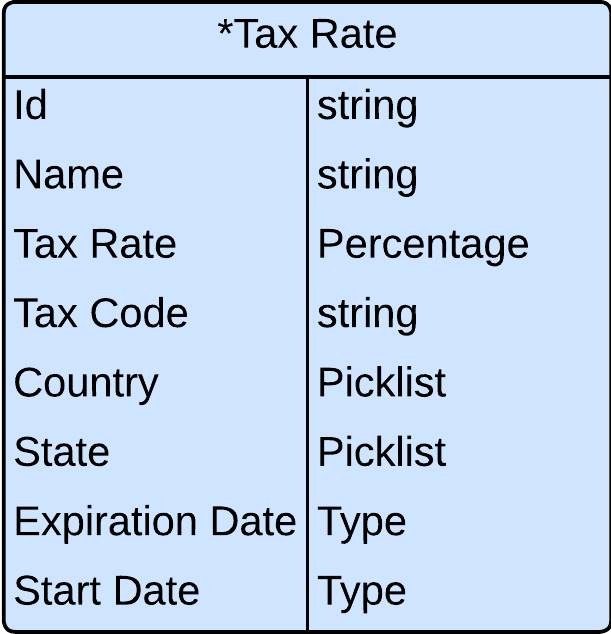 *Tax Rate
Id string
Name string
Tax Rate Percentage
Tax Code string
Country Picklist
State Picklist
Expiration Date Type
Start Date Type